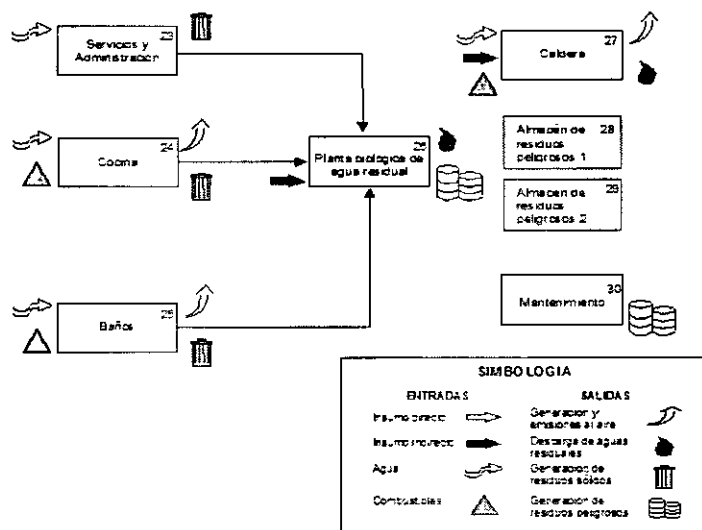 23
Servicios y
Administración
24
Cocina
25
Baños
26
Planta biológica de
agua residual
27
Caldera
Almacén de 28
residuos
peligrosos 1
29
Almacén de
residuos
peligrosos 2
30
Mantenimiento
SIMBOLOGIA
ENTRADAS
SALIDAS
Insumo directo
Generación y
emisiones al aire
Insumo indirecto
Descarga de aguas
residuales
Agua
Generación de
residuos sólidos
Combustibles
Generación de
residuos peligrosos